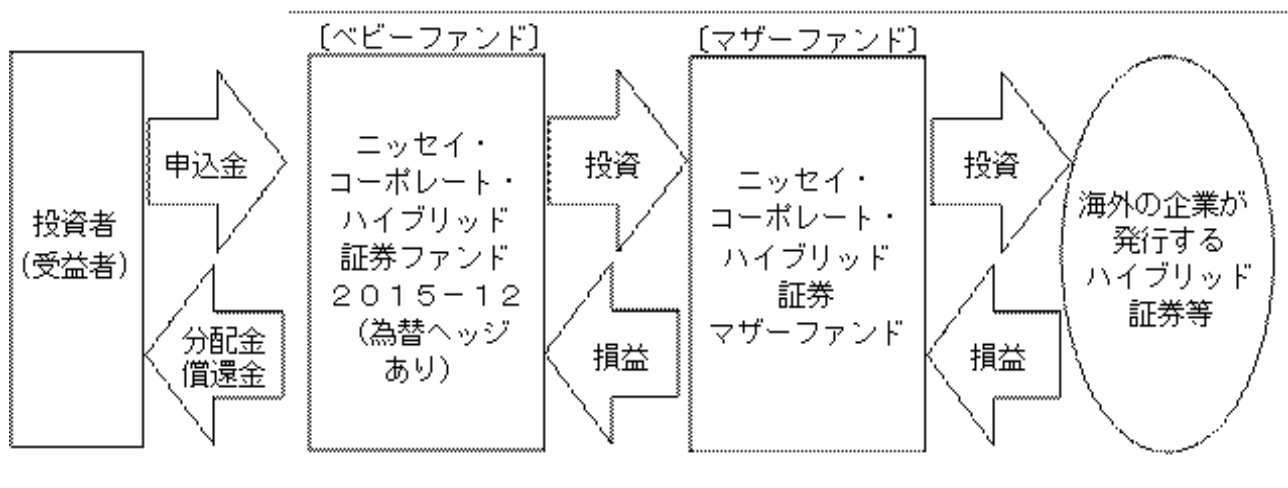 投資者
(受益者)
申込金
分配金
償還金
〔ベビーファンド〕
ニッセイ・
コーポレート・
ハイブリッド
証券ファンド
２０１５－１２
(為替ヘッジ
あり)
投資
損益
〔マザーファンド〕
ニッセイ・
コーポレート・
ハイブリッド
証券
マザーファンド
投資
損益
海外の企業が
発行する
ハイブリッド
証券等